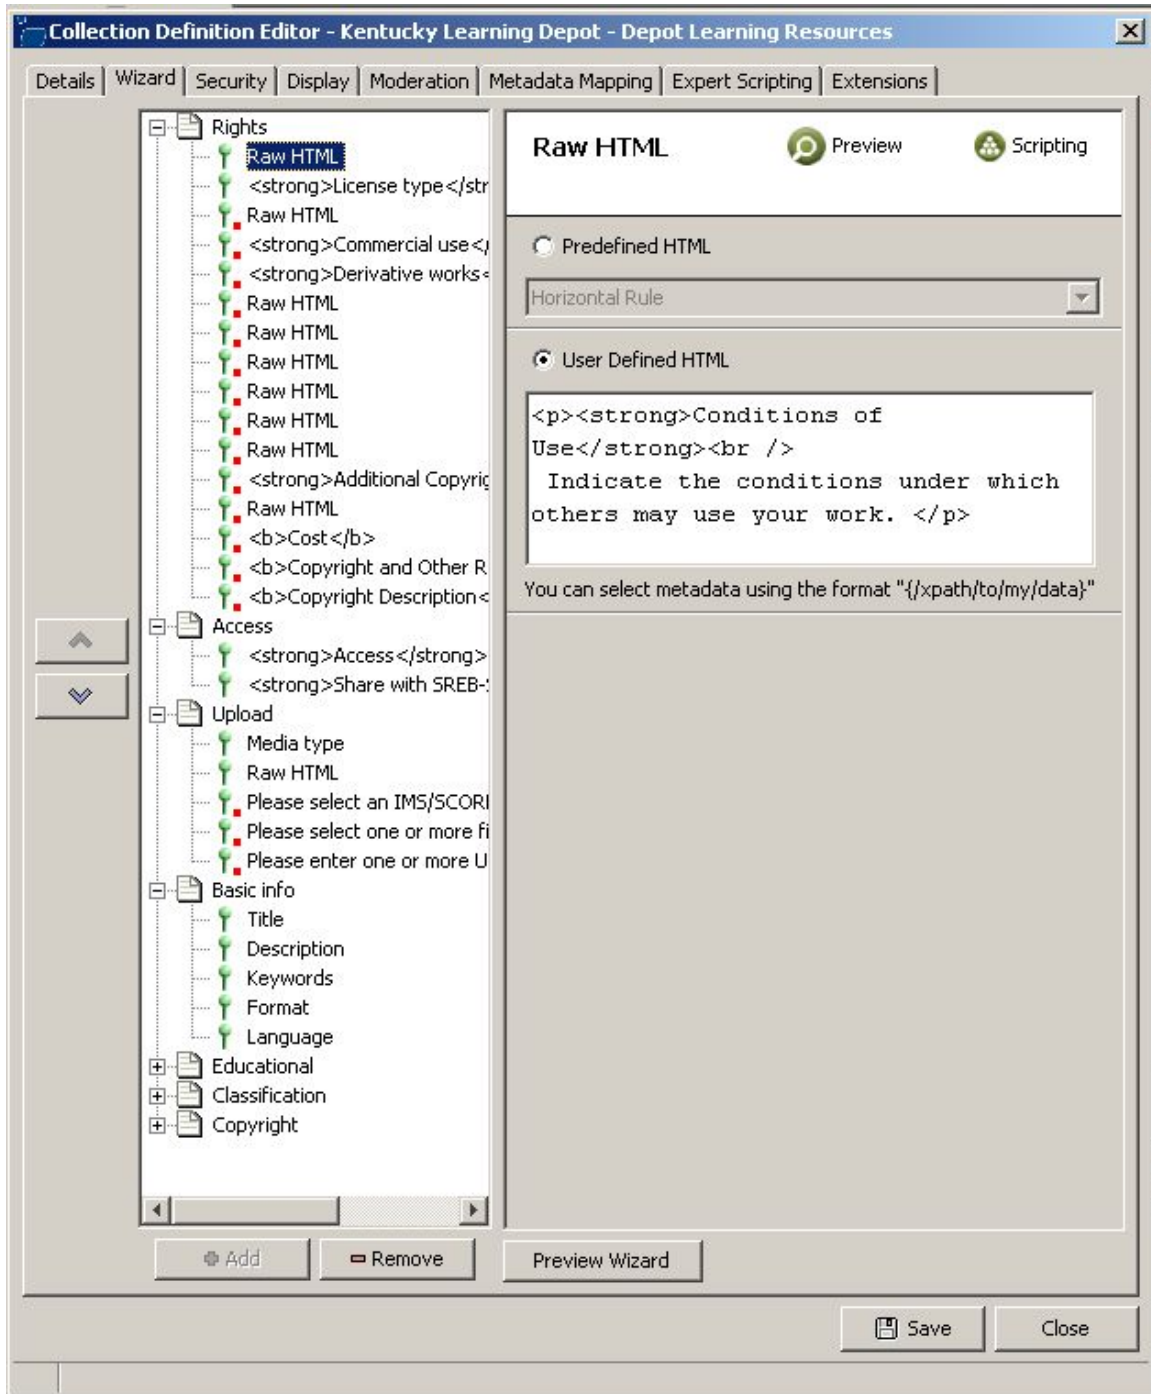 Collection Definition Editor - Kentucky Learning Depot - Depot Learning Resources
Details Wizard Security Display Moderation Metadata Mapping Expert Scripting Extensions
Rights
Raw HTML
<strong>License type</str
Raw HTML
<strong>Commercial use</
<strong>Derivative works<
Raw HTML
Raw HTML
Raw HTML
Raw HTML
Raw HTML
Raw HTML
<strong>Additional Copyrig
Raw HTML
<b>Cost</b>
<b>Copyright and Other R
<b>Copyright Description<
Access
<strong>Access</strong>
<strong>Share with SREB-
Upload
Media type
Raw HTML
Please select an IMS/SCORM
Please select one or more fi
Please enter one or more U
Basic info
Title
Description
Keywords
Format
Language
Educational
Classification
Copyright
Add
Remove
Raw HTML
Preview
Scripting
Predefined HTML
Horizontal Rule
User Defined HTML
<p><strong>Conditions of
Use</strong><br />
Indicate the conditions under which
others may use your work. </p>
You can select metadata using the format "{/xpath/to/my/data}"
Preview Wizard
Save
Close